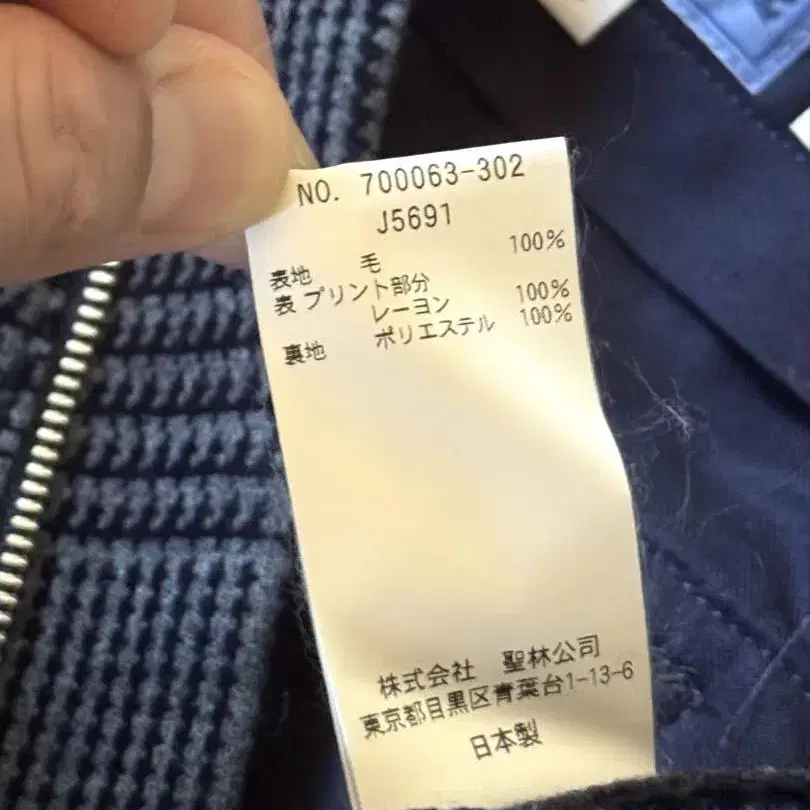 NO. 700063-302
J5691
表地 毛 100%
表 プリント部分
レーヨン 100%
裏地 ポリエステル 100%
株式会社 聖林公司
東京都目黒区青葉台1-13-6
日本製